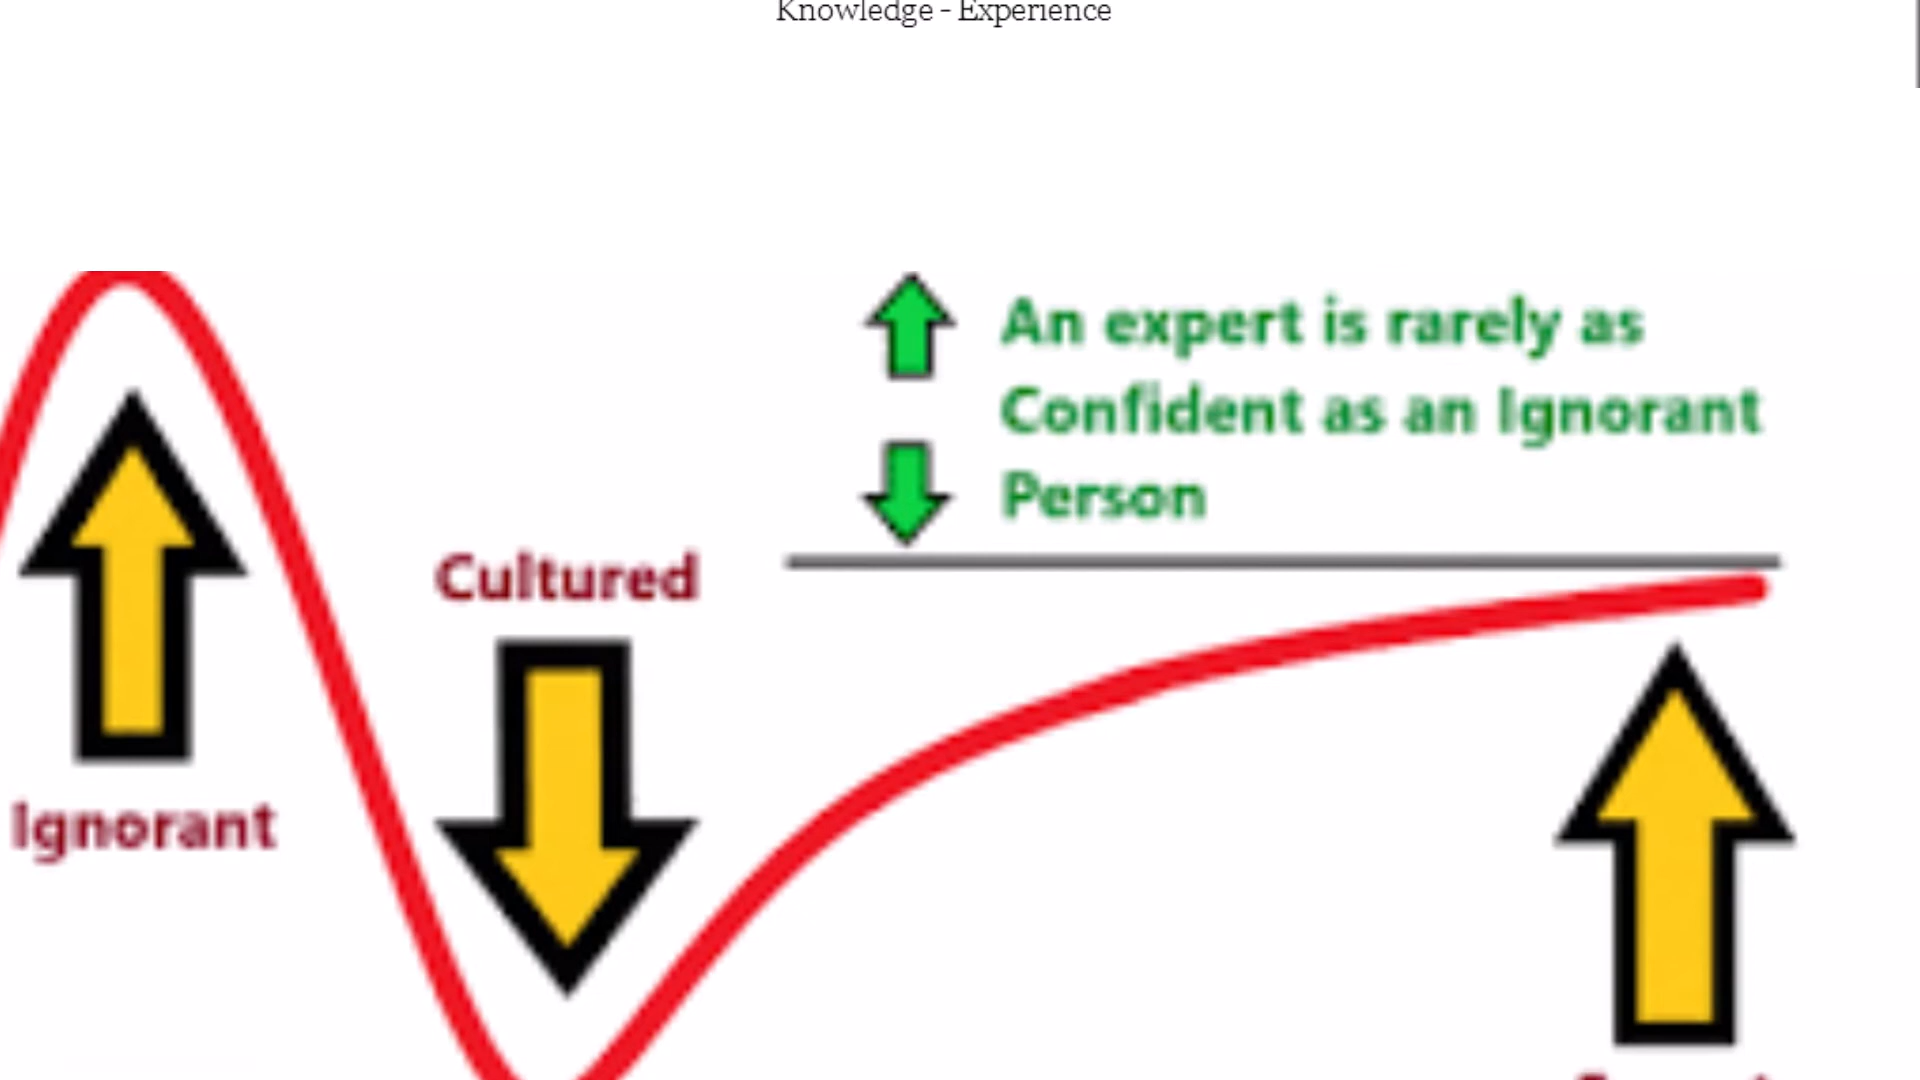 Knowledge - Experience
An expert is rarely as
Confident as an Ignorant
Person
Cultured
Ignorant